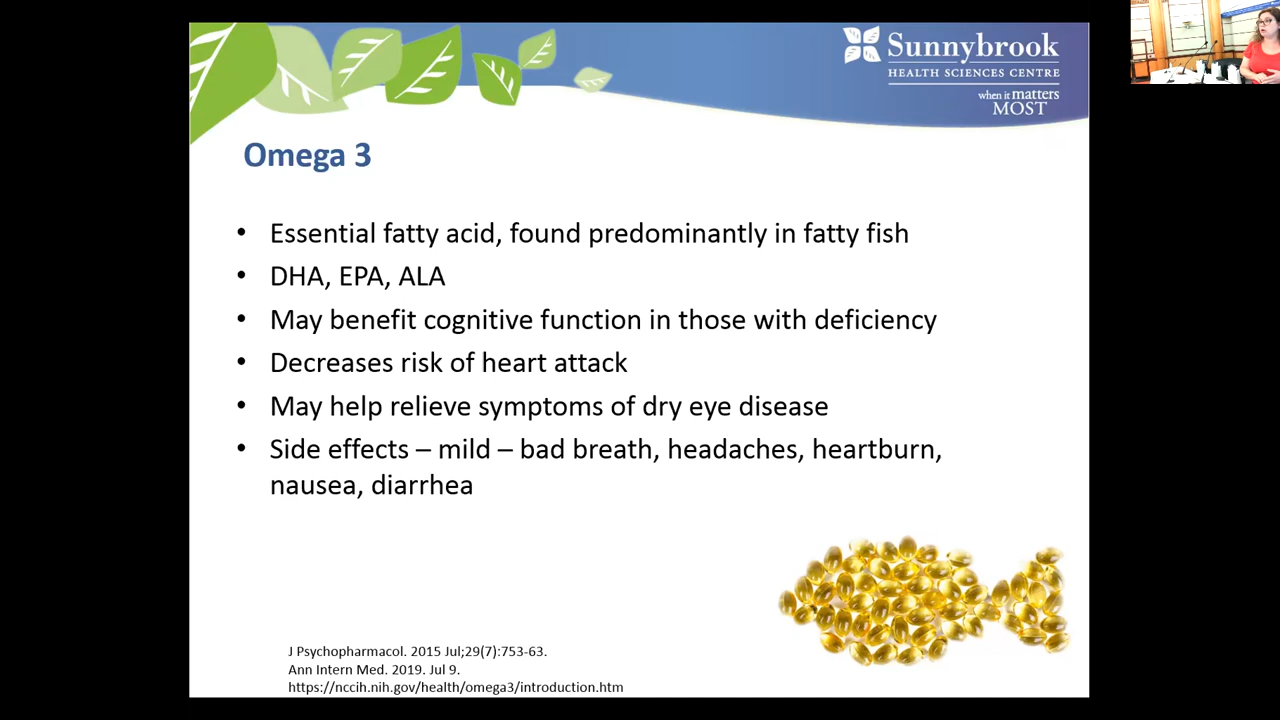 Sunnybrook
HEALTH SCIENCES CENTRE
when it matters
MOST
Omega 3
• Essential fatty acid, found predominantly in fatty fish
• DHA, EPA, ALA
• May benefit cognitive function in those with deficiency
• Decreases risk of heart attack
• May help relieve symptoms of dry eye disease
• Side effects – mild – bad breath, headaches, heartburn,
nausea, diarrhea
J Psychopharmacol. 2015 Jul;29(7):753-63.
Ann Intern Med. 2019. Jul 9.
https://nccih.nih.gov/health/omega3/introduction.htm